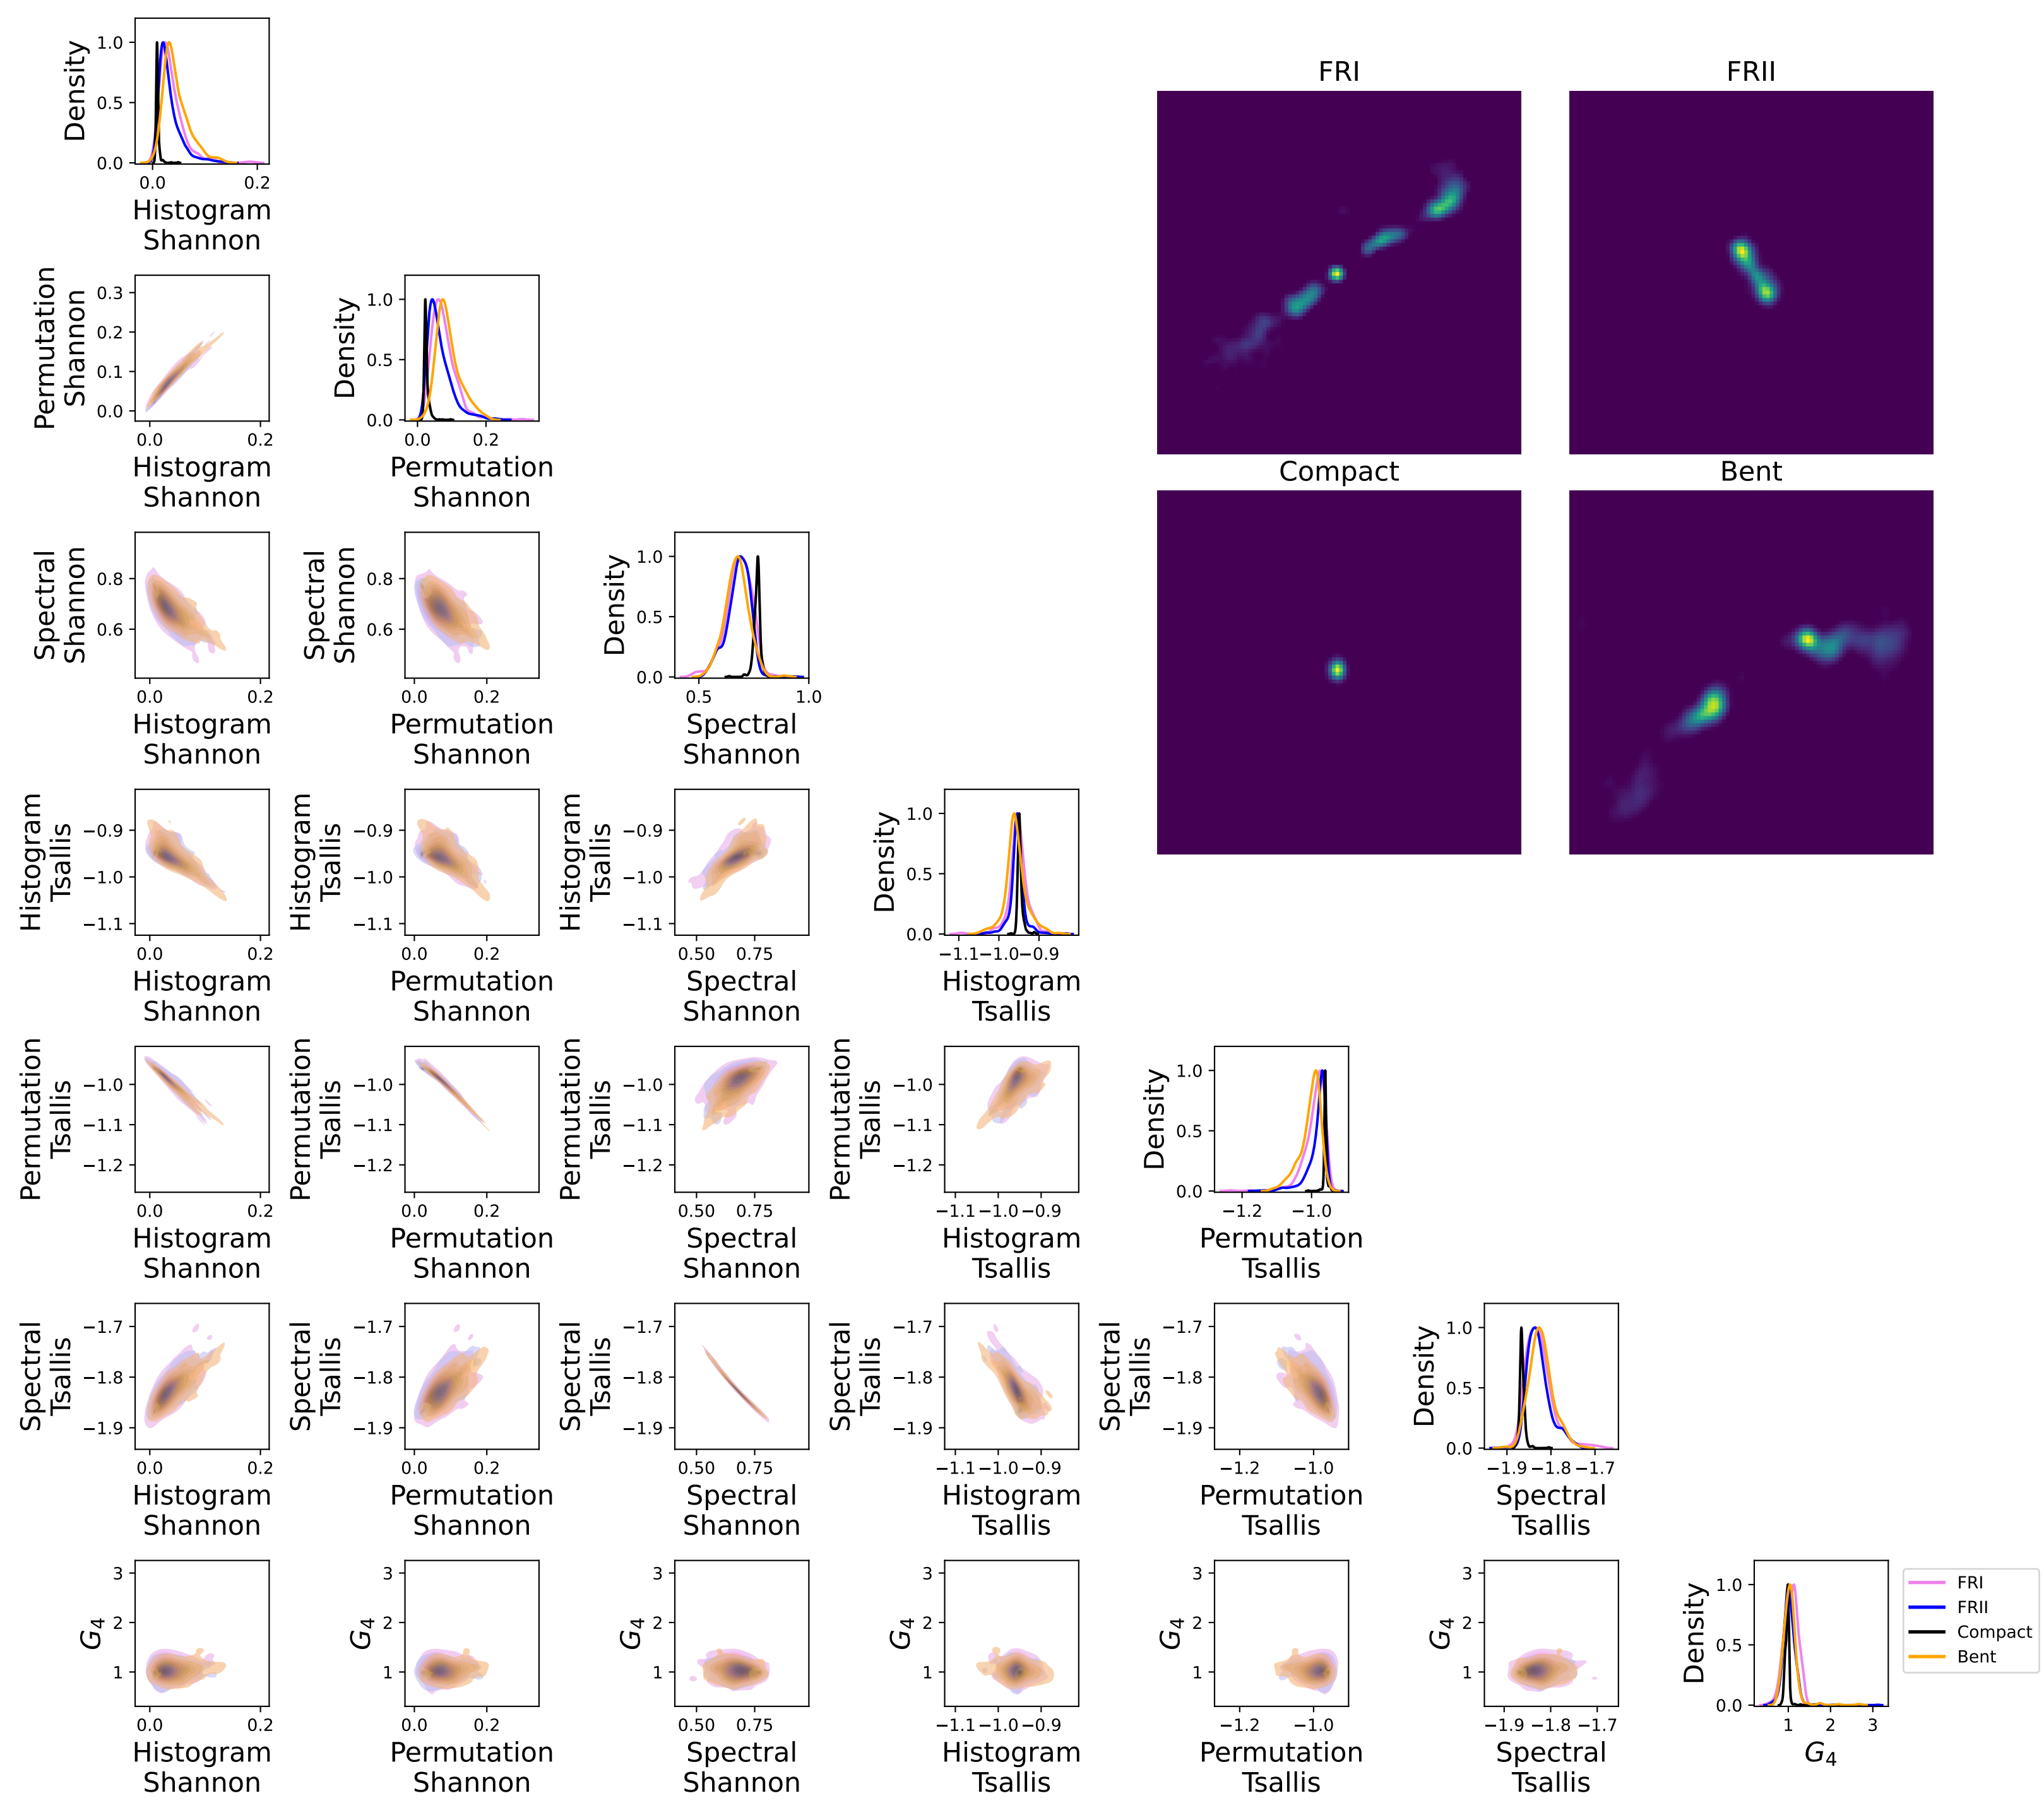 FRI
FRII
Density
1.0
0.5
0.0
0.0
0.2
Histogram
Shannon
Compact
Bent
Permutation
Shannon
0.3
0.2
0.1
0.0
0.0
0.2
Histogram
Shannon
Density
1.0
0.5
0.0
0.0
0.2
Permutation
Shannon
Spectral
Shannon
0.8
0.6
0.0
0.2
Histogram
Shannon
Spectral
Shannon
0.8
0.6
0.0
0.2
Permutation
Shannon
Density
1.0
0.5
0.0
0.5
1.0
Spectral
Shannon
Histogram
Tsallis
−0.9
−1.0
−1.1
0.0
0.2
Histogram
Shannon
Histogram
Tsallis
−0.9
−1.0
−1.1
0.0
0.2
Permutation
Shannon
Histogram
Tsallis
−0.9
−1.0
−1.1
0.50
0.75
Spectral
Shannon
Density
1.0
0.5
0.0
−1.1
−1.0
−0.9
Histogram
Tsallis
Permutation
Tsallis
−1.0
−1.1
−1.2
0.0
0.2
Histogram
Shannon
Permutation
Tsallis
−1.0
−1.1
−1.2
0.0
0.2
Permutation
Shannon
Permutation
Tsallis
−1.0
−1.1
−1.2
0.50
0.75
Spectral
Shannon
Permutation
Tsallis
−1.0
−1.1
−1.2
−1.1
−1.0
−0.9
Histogram
Tsallis
Density
1.0
0.5
0.0
−1.2
−1.0
Permutation
Tsallis
Spectral
Tsallis
−1.7
−1.8
−1.9
0.0
0.2
Histogram
Shannon
Spectral
Tsallis
−1.7
−1.8
−1.9
0.0
0.2
Permutation
Shannon
Spectral
Tsallis
−1.7
−1.8
−1.9
0.50
0.75
Spectral
Shannon
Spectral
Tsallis
−1.7
−1.8
−1.9
−1.1
−1.0
−0.9
Histogram
Tsallis
Spectral
Tsallis
−1.7
−1.8
−1.9
−1.2
−1.0
Permutation
Tsallis
Density
1.0
0.5
0.0
−1.9
−1.8
−1.7
Spectral
Tsallis
G4
3
2
1
0.0
0.2
Histogram
Shannon
G4
3
2
1
0.0
0.2
Permutation
Shannon
G4
3
2
1
0.50
0.75
Spectral
Shannon
G4
3
2
1
−1.1
−1.0
−0.9
Histogram
Tsallis
G4
3
2
1
−1.2
−1.0
Permutation
Tsallis
G4
3
2
1
−1.9
−1.8
−1.7
Spectral
Tsallis
Density
1.0
0.5
0.0
1
2
3
G4
FRI
FRII
Compact
Bent